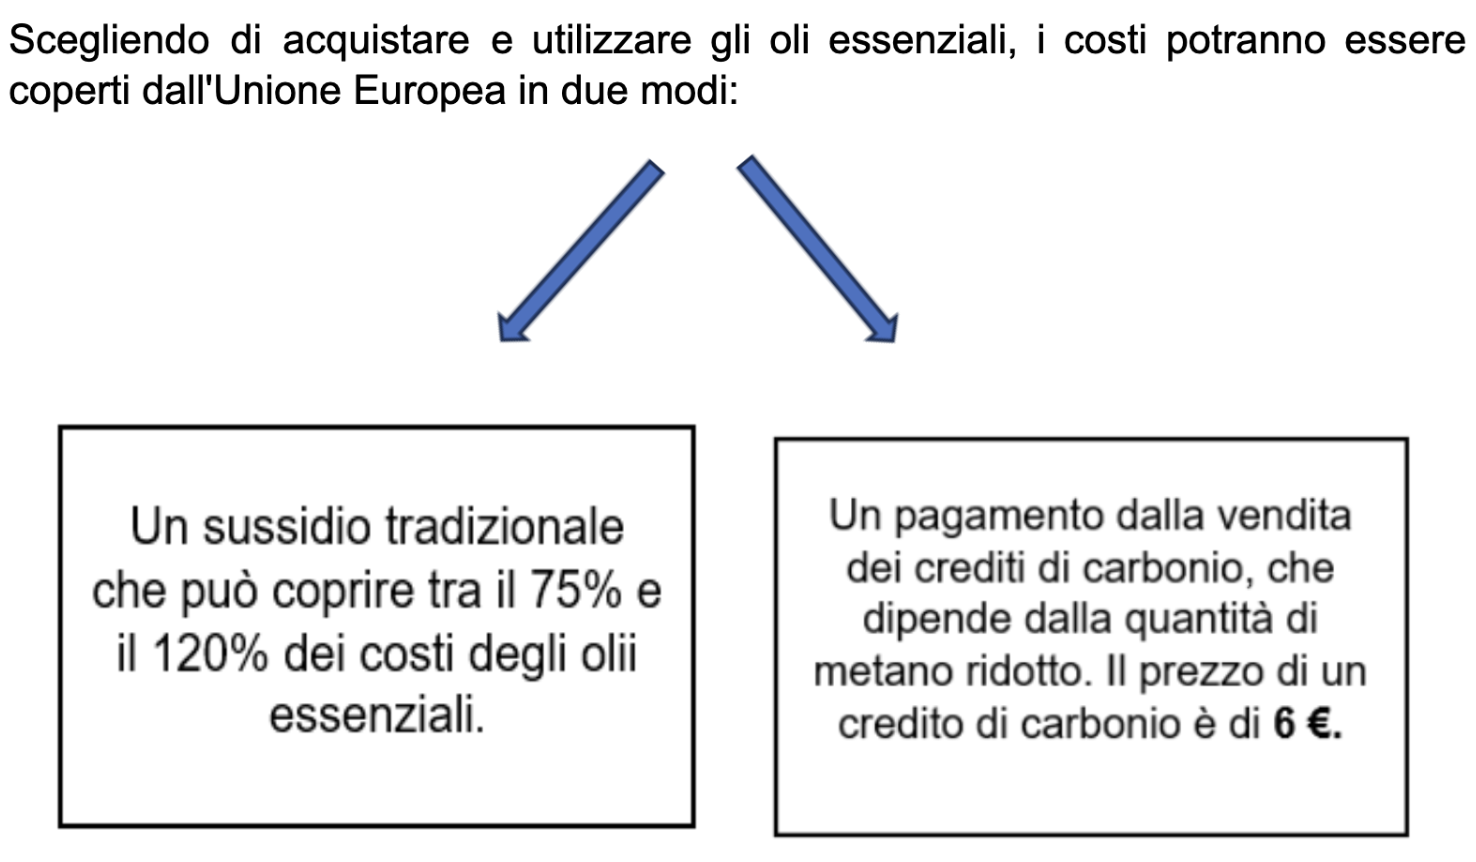 Scegliendo di acquistare e utilizzare gli oli essenziali, i costi potranno essere
coperti dall'Unione Europea in due modi:
Un sussidio tradizionale
che può coprire tra il 75% e
il 120% dei costi degli olii
essenziali.
Un pagamento dalla vendita
dei crediti di carbonio, che
dipende dalla quantità di
metano ridotto. Il prezzo di un
credito di carbonio è di 6 €.